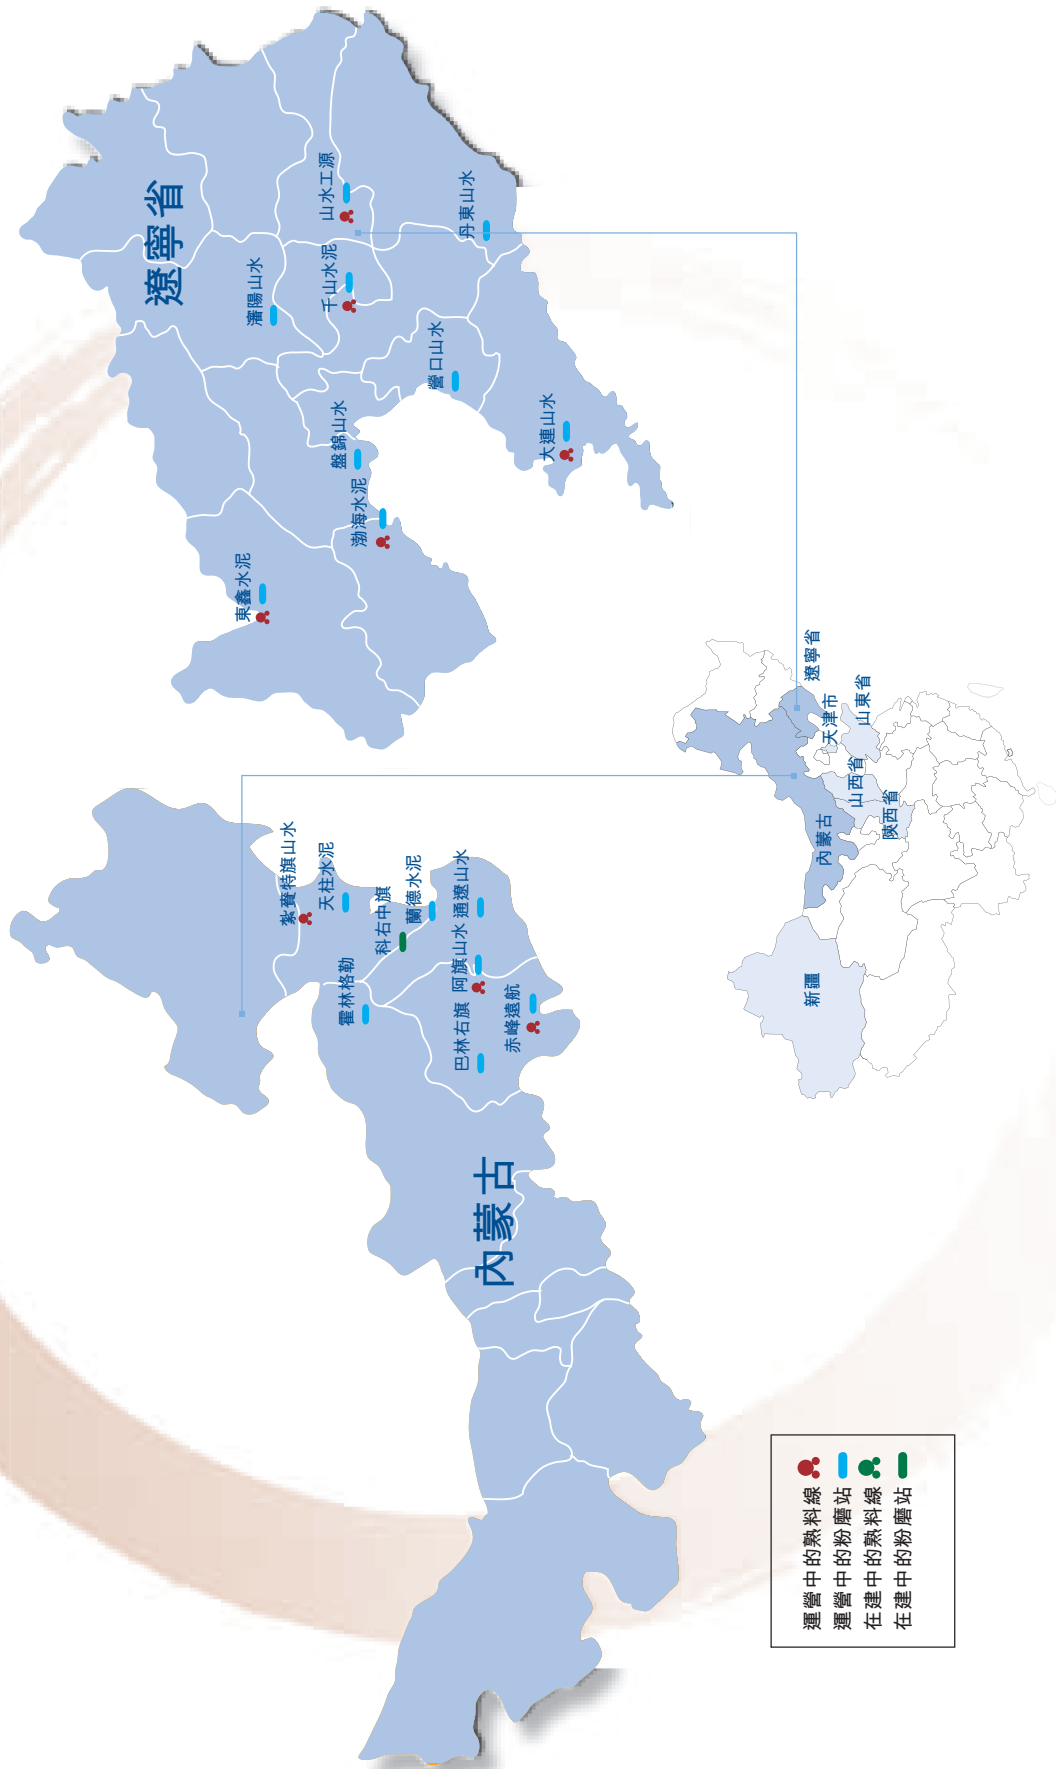 遼寧省
山水工源
丹東山水
千山水泥
瀋陽山水
營口山水
大連山水
盤錦山水
渤海水泥
東鑫水泥
內蒙古
紮賚特旗山水
天柱水泥
科右中旗
蘭德水泥
通遼山水
霍林格勒
阿旗山水
巴林右旗
赤峰遠航
遼寧省
天津市
山東省
山西省
陝西省
內蒙古
新疆
運營中的熟料線
運營中的粉磨站
在建中的熟料線
在建中的粉磨站